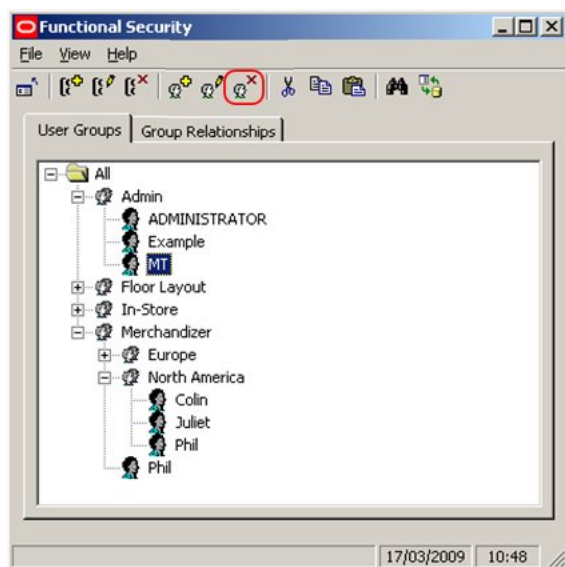 Functional Security
File View Help
User Groups Group Relationships
All
Admin
ADMINISTRATOR
Example
MT
Floor Layout
In-Store
Merchandizer
Europe
North America
Colin
Juliet
Phil
Phil
17/03/2009 10:48